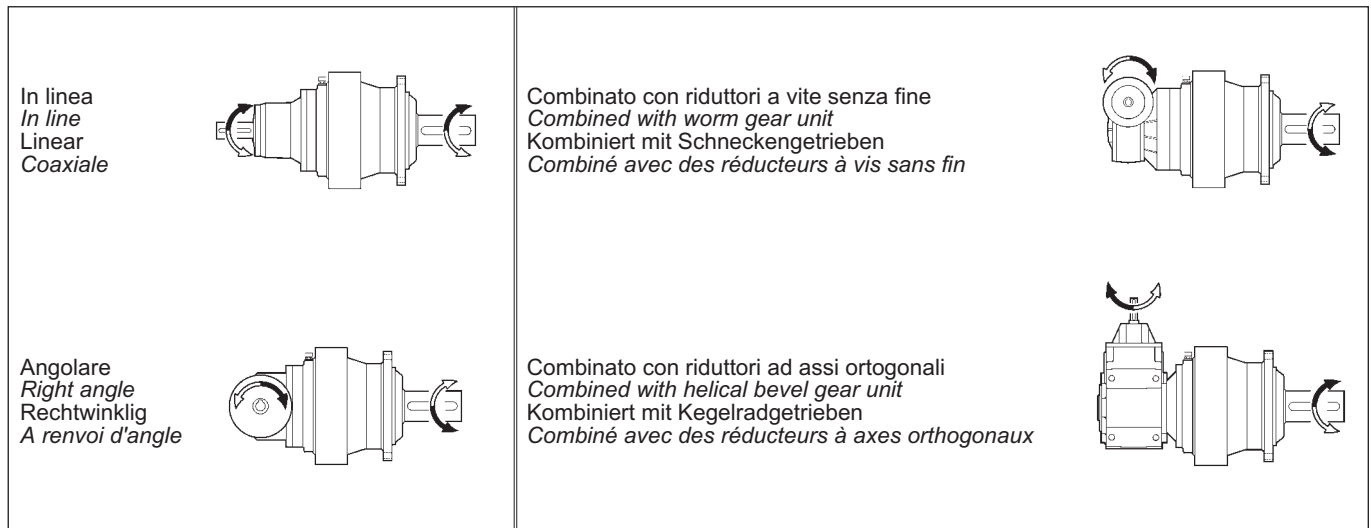 In linea
In line
Linear
Coaxiale
Combinato con riduttori a vite senza fine
Combined with worm gear unit
Kombiniert mit Schneckengetrieben
Combiné avec des réducteurs à vis sans fin
Angolare
Right angle
Rechtwinklig
A renvoi d'angle
Combinato con riduttori ad assi ortogonali
Combined with helical bevel gear unit
Kombiniert mit Kegelradgetrieben
Combiné avec des réducteurs à axes orthogonaux